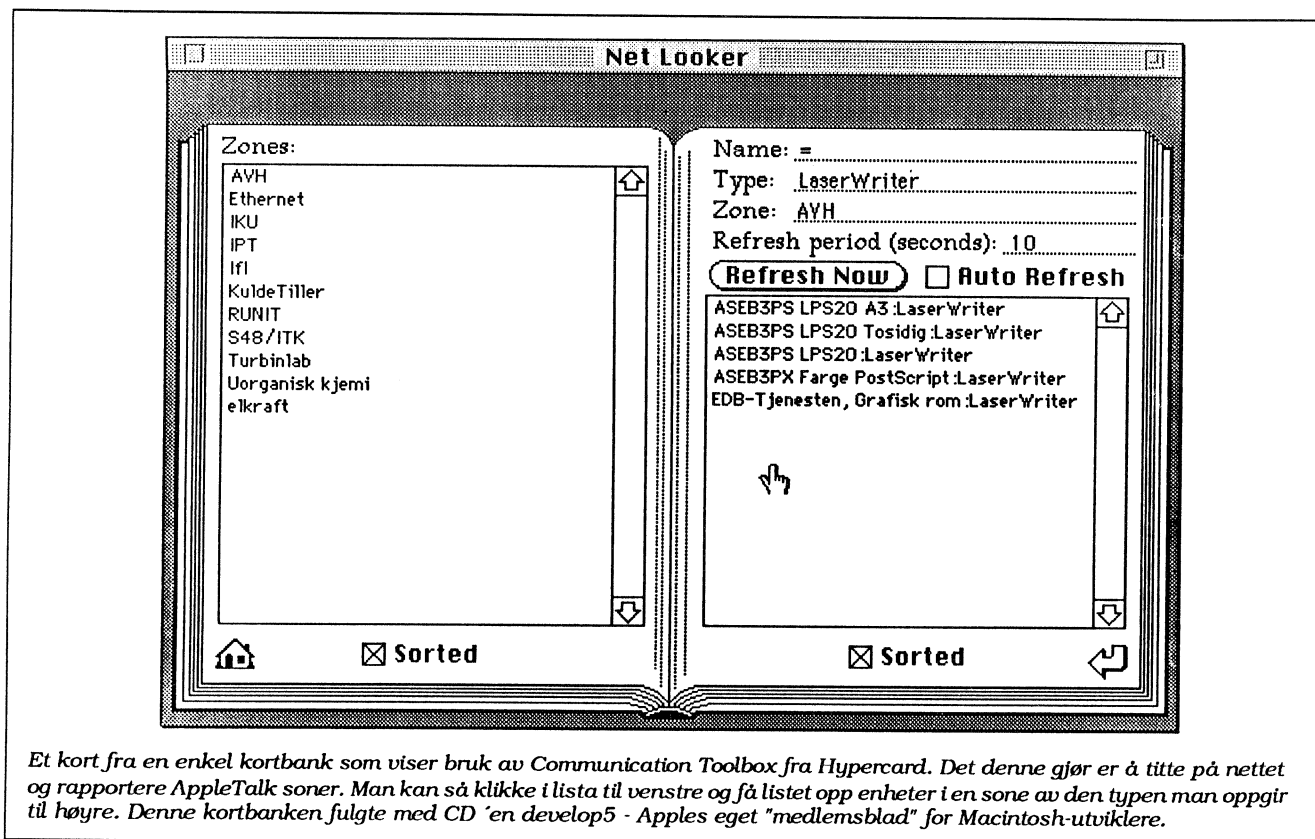 Net Looker
Zones:
AVH
Ethernet
IKU
IPT
IfI
KuldeTiller
RUNIT
S48/ITK
Turbinlab
Uorganisk kjemi
elkraft
Sorted
Name: =
Type: LaserWriter
Zone: AVH
Refresh period (seconds): 10
Refresh Now Auto Refresh
ASEB3PS LPS20 A3:LaserWriter
ASEB3PS LPS20 Tosidig:LaserWriter
ASEB3PS LPS20:LaserWriter
ASEB3PX Farge PostScript:LaserWriter
EDB-Tjenesten, Grafisk rom:LaserWriter
Sorted
Et kort fra en enkel kortbank som viser bruk av Communication Toolbox fra Hypercard. Det denne gjør er å titte på nettet
og rapportere AppleTalk soner. Man kan så klikke i lista til venstre og få listet opp enheter i en sone av den typen man oppgir
til høyre. Denne kortbanken fulgte med CD ´en develop5 - Apples eget "medlemsblad" for Macintosh-utviklere.